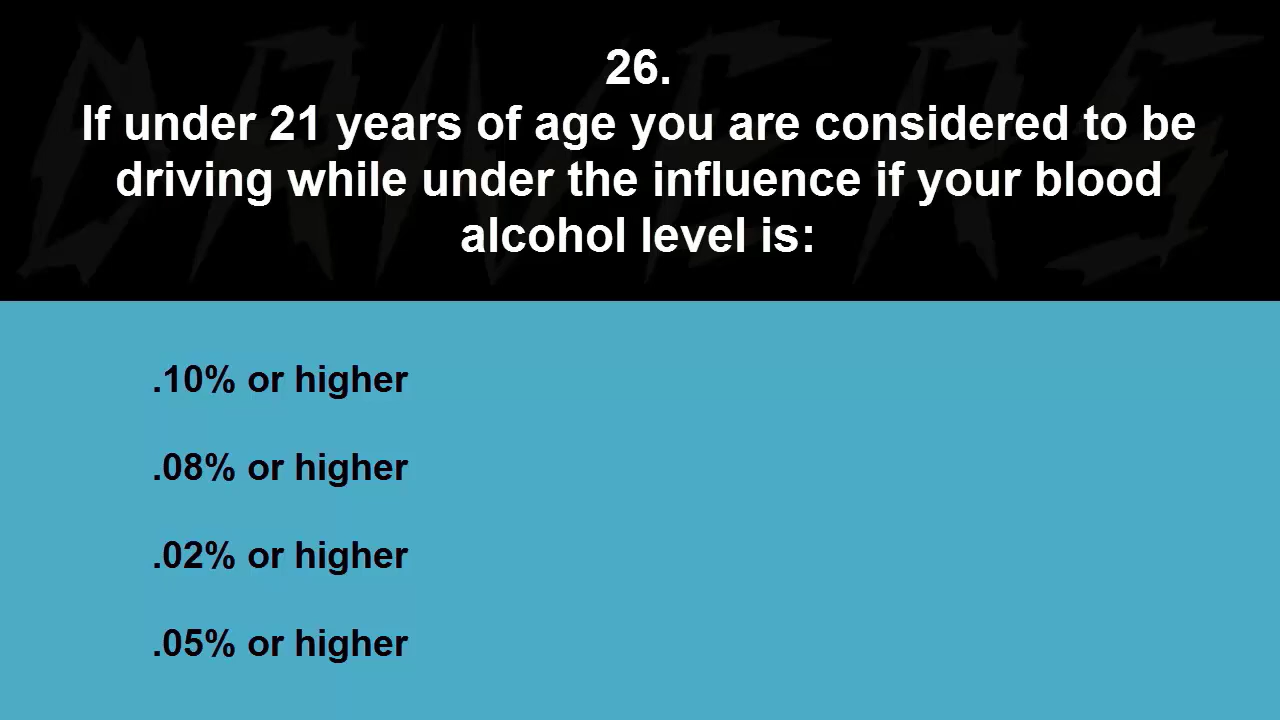 DRIVERS
26.
If under 21 years of age you are considered to be
driving while under the influence if your blood
alcohol level is:
.10% or higher
.08% or higher
.02% or higher
.05% or higher